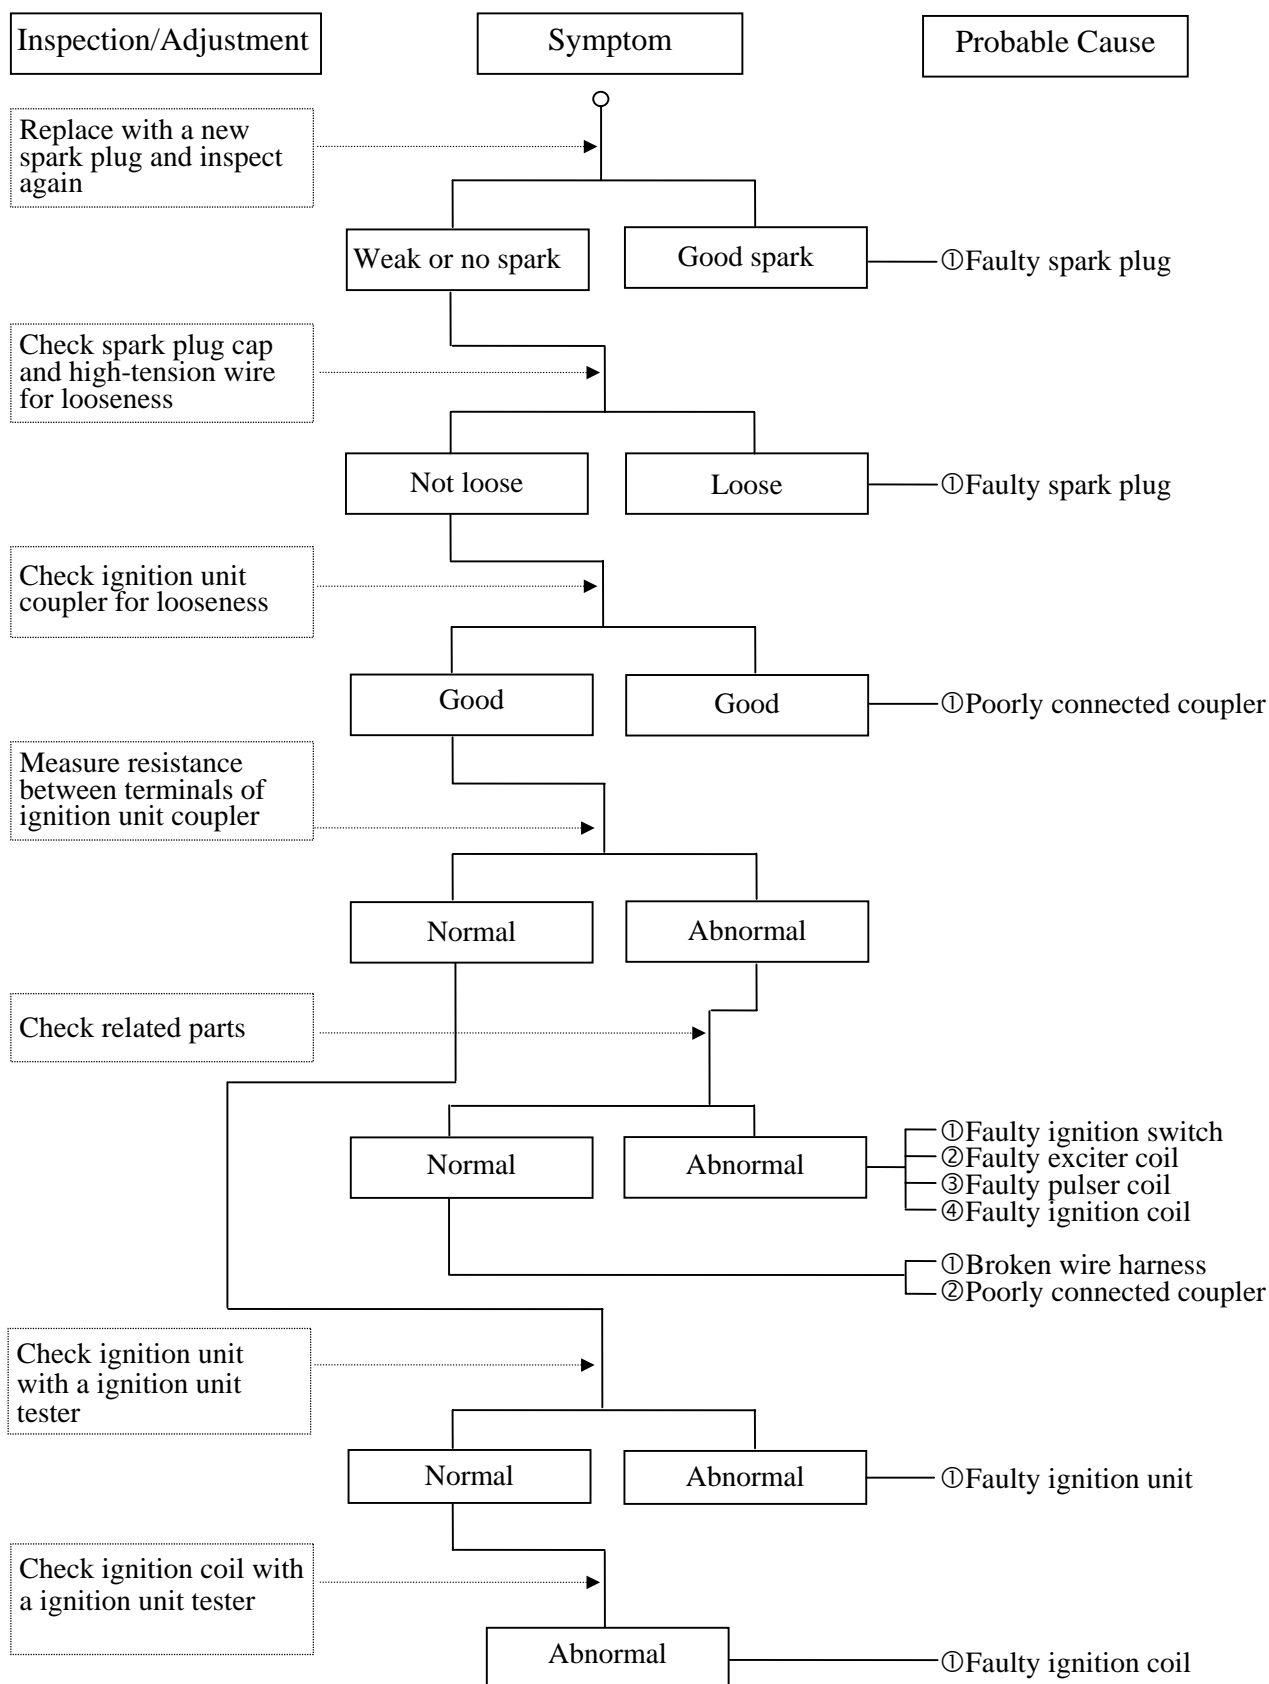 Inspection/Adjustment
Symptom
Probable Cause
Replace with a new
spark plug and inspect
again
Weak or no spark
Good spark
①Faulty spark plug
Check spark plug cap
and high-tension wire
for looseness
Not loose
Loose
①Faulty spark plug
Check ignition unit
coupler for looseness
Good
Good
①Poorly connected coupler
Measure resistance
between terminals of
ignition unit coupler
Normal
Abnormal
Check related parts
Normal
Abnormal
①Faulty ignition switch
②Faulty exciter coil
③Faulty pulser coil
④Faulty ignition coil
①Broken wire harness
②Poorly connected coupler
Check ignition unit
with a ignition unit
tester
Normal
Abnormal
①Faulty ignition unit
Check ignition coil with
a ignition unit tester
Abnormal
①Faulty ignition coil